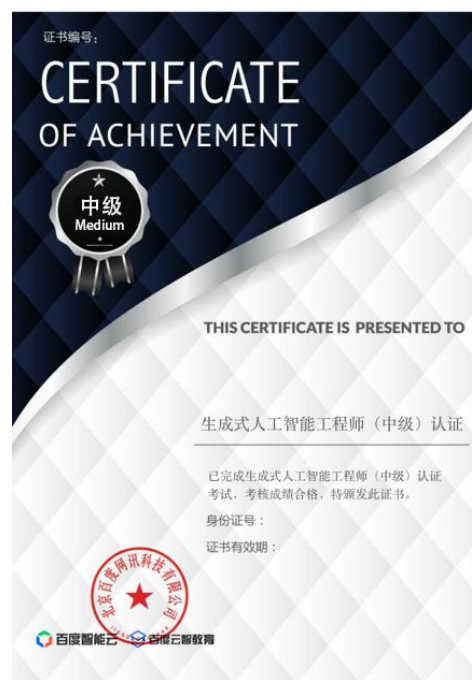 证书编号：
CERTIFICATE
OF ACHIEVEMENT
中级
Medium
THIS CERTIFICATE IS PRESENTED TO
生成式人工智能工程师（中级）认证
已完成生成式人工智能工程师（中级）认证
考试，考核成绩合格，特颁发此证书。
身份证号：
证书有效期：
北京百度网讯科技有限公司
百度智能云 百度云智教育